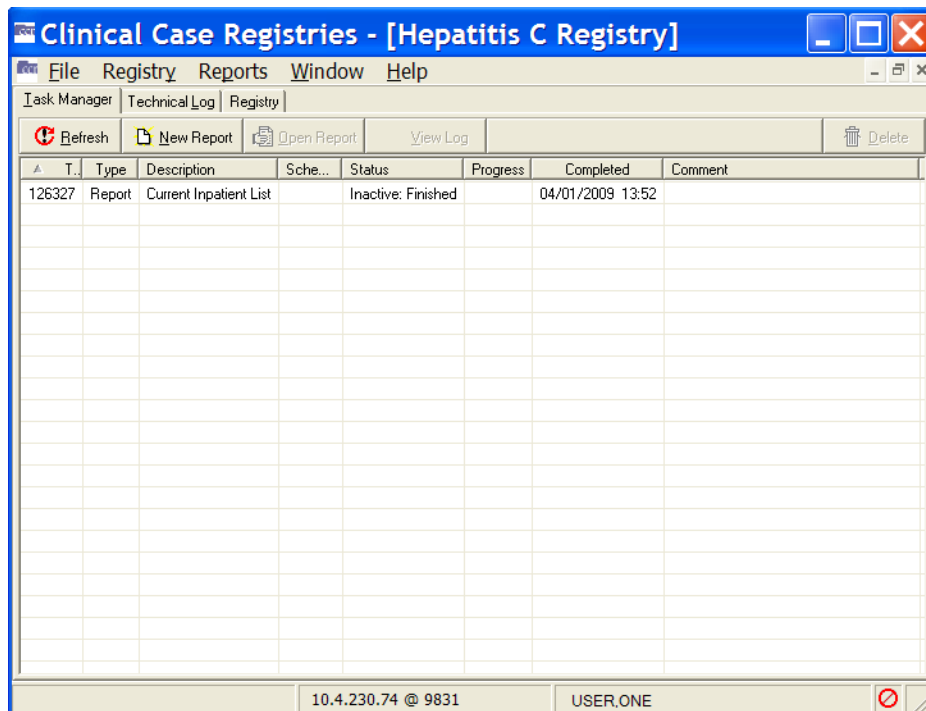 Clinical Case Registries - [Hepatitis C Registry]
File Registry Reports Window Help
Task Manager Technical Log Registry
Refresh New Report Open Report View Log Delete
T.. Type Description Sche... Status Progress Completed Comment
126327 Report Current Inpatient List Inactive: Finished 04/01/2009 13:52
10.4.230.74 @ 9831 USER,ONE